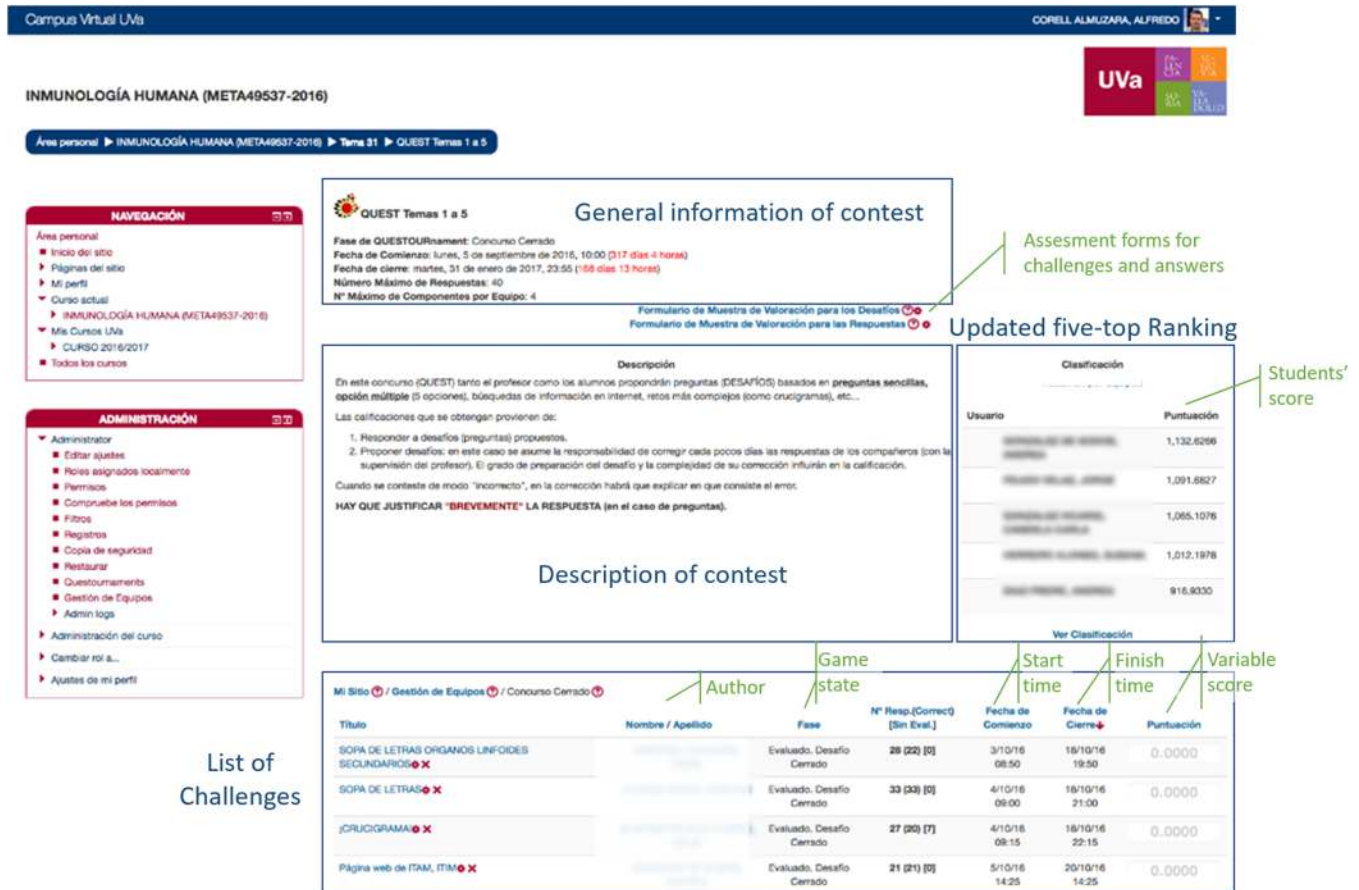 Campus Virtual UVa
CORELL ALMUZARA, ALFREDO
UVa
PA-
LEN
CIA
SE-
GO
VIA
SO-
RIA
VA-
LLA
DOLID
INMUNOLOGÍA HUMANA (META49537-2016)
Área personal ▶ INMUNOLOGÍA HUMANA (META49537-2016) ▶ Tema 31 ▶ QUEST Temas 1 a 5
NAVEGACIÓN
Área personal
Inicio del sitio
Páginas del sitio
Mi perfil
Curso actual
INMUNOLOGÍA HUMANA (META49537-2016)
Mis Cursos UVa
CURSO 2016/2017
Todos los cursos
ADMINISTRACIÓN
Administrator
Editar ajustes
Roles asignados localmente
Permisos
Compruebe los permisos
Filtros
Registros
Copia de seguridad
Restaurar
Questournaments
Gestión de Equipos
Admin logs
Administración del curso
Cambiar rol a...
Ajustes de mi perfil
QUEST Temas 1 a 5
General information of contest
Fase de QUESTOURnament: Concurso Cerrado
Fecha de Comienzo: lunes, 5 de septiembre de 2016, 10:00 (317 días 4 horas)
Fecha de cierre: martes, 31 de enero de 2017, 23:55 (168 días 13 horas)
Número Máximo de Respuestas: 40
Nº Máximo de Componentes por Equipo: 4
Assesment forms for
challenges and answers
Formulario de Muestra de Valoración para los Desafíos
Formulario de Muestra de Valoración para las Respuestas
Updated five-top Ranking
Descripción
En este concurso (QUEST) tanto el profesor como los alumnos propondrán preguntas (DESAFÍOS) basados en preguntas sencillas,
opción múltiple (5 opciones), búsquedas de información en internet, retos más complejos (como crucigramas), etc...
Las calificaciones que se obtengan provienen de:
1. Responder a desafíos (preguntas) propuestos.
2. Proponer desafíos: en este caso se asume la responsabilidad de corregir cada pocos días las respuestas de los compañeros (con la
supervisión del profesor). El grado de preparación del desafío y la complejidad de su corrección influirán en la calificación.
Cuando se conteste de modo "incorrecto", en la corrección habrá que explicar en que consiste el error.
HAY QUE JUSTIFICAR "BREVEMENTE" LA RESPUESTA (en el caso de preguntas).
Description of contest
Clasificación
Students'
score
Usuario Puntuación
1,132.6266
1,091.6827
1,065.1076
1,012.1978
916.9330
Ver Clasificación
Author
Game
state
Start
time
Finish
time
Variable
score
List of
Challenges
Mi Sitio / Gestión de Equipos / Concurso Cerrado
Título Nombre / Apellido Fase Nº Resp.(Correct) [Sin Eval.] Fecha de Comienzo Fecha de Cierre Puntuación
SOPA DE LETRAS ORGANOS LINFOIDES Evaluado. Desafío 28 (22) [0] 3/10/16 18/10/16 0.0000
SECUNDARIOS Cerrado 08:50 19:50
SOPA DE LETRAS Evaluado. Desafío 33 (33) [0] 4/10/16 18/10/16 0.0000
Cerrado 09:00 21:00
¡CRUCIGRAMA! Evaluado. Desafío 27 (20) [7] 4/10/16 18/10/16 0.0000
Cerrado 09:15 22:15
Página web de ITAM, ITIM Evaluado. Desafío 21 (21) [0] 5/10/16 20/10/16 0.0000
Cerrado 14:25 14:25